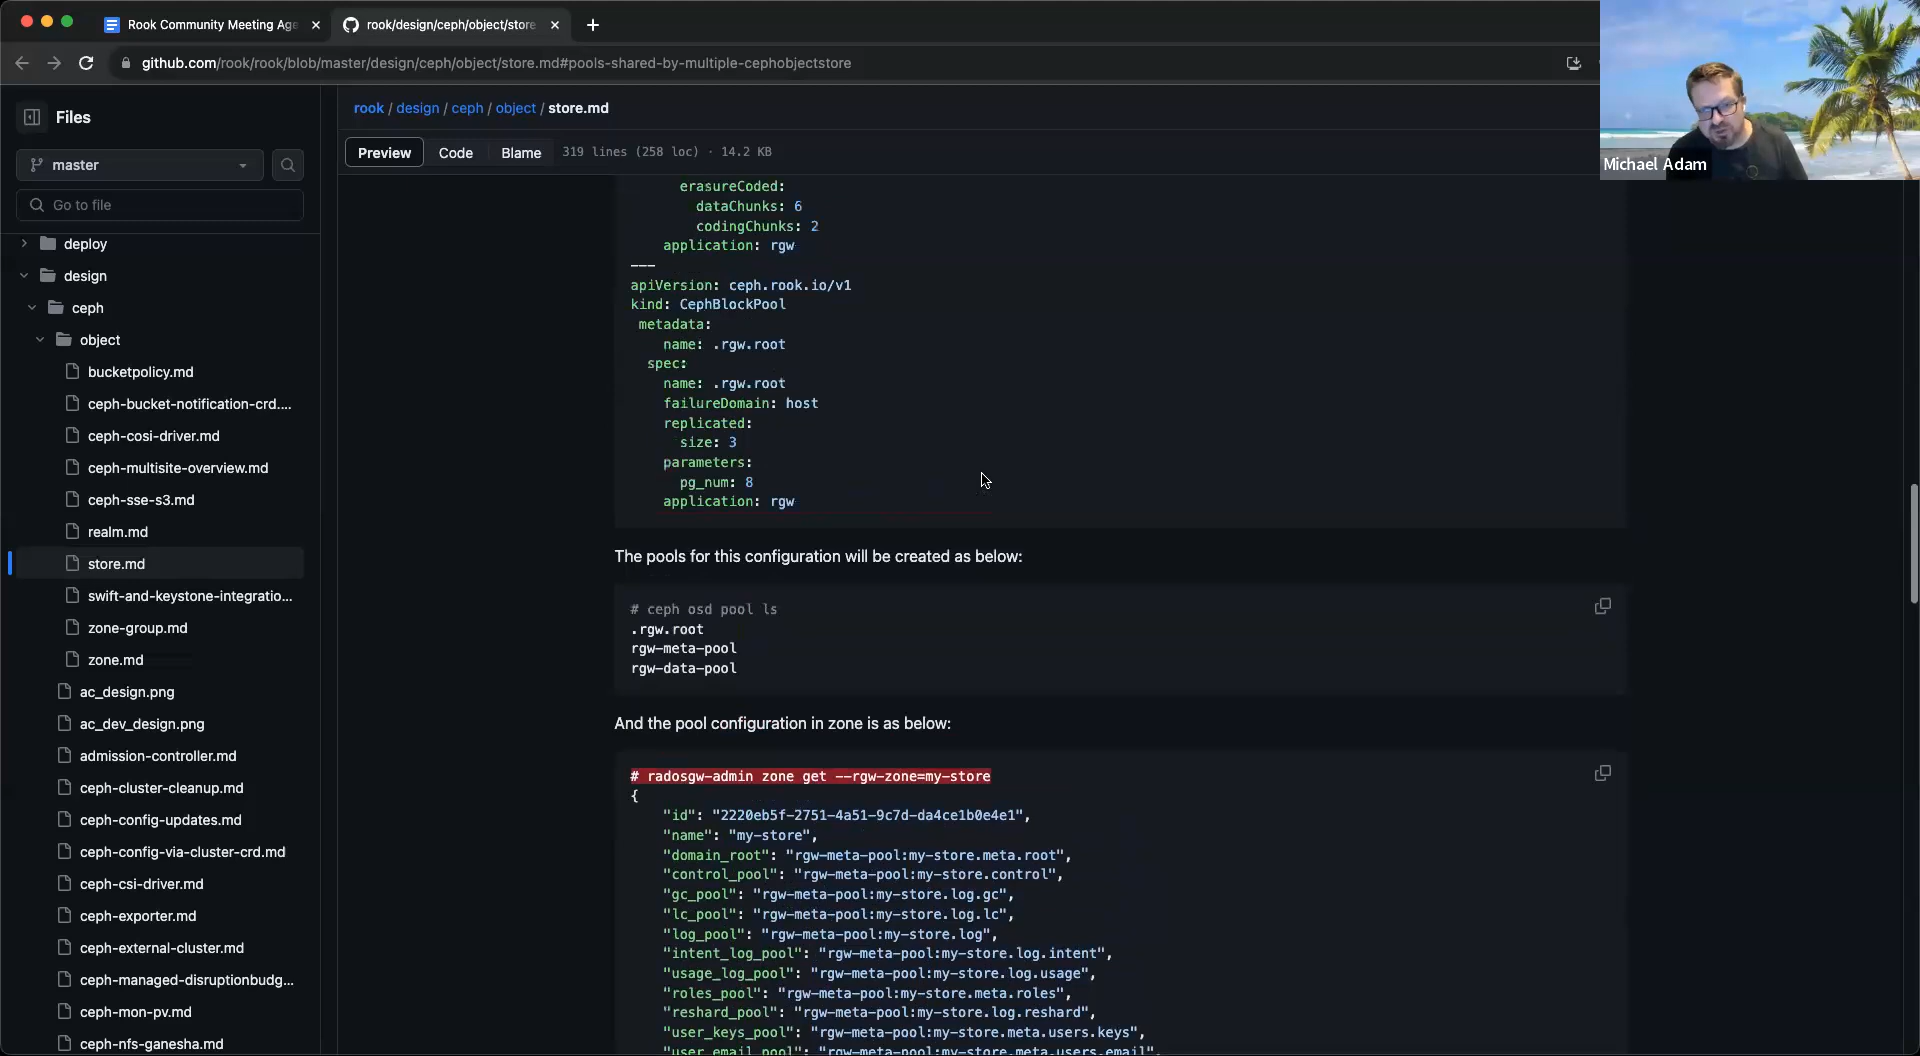 Rook Community Meeting Age
rook/design/ceph/object/store
github.com/rook/rook/blob/master/design/ceph/object/store.md#pools-shared-by-multiple-cephobjectstore
Michael Adam
Files
master
Go to file
deploy
design
ceph
object
bucketpolicy.md
ceph-bucket-notification-crd....
ceph-cosi-driver.md
ceph-multisite-overview.md
ceph-sse-s3.md
realm.md
store.md
swift-and-keystone-integratio...
zone-group.md
zone.md
ac_design.png
ac_dev_design.png
admission-controller.md
ceph-cluster-cleanup.md
ceph-config-updates.md
ceph-config-via-cluster-crd.md
ceph-csi-driver.md
ceph-exporter.md
ceph-external-cluster.md
ceph-managed-disruptionbudg...
ceph-mon-pv.md
ceph-nfs-ganesha.md
rook / design / ceph / object / store.md
Preview Code Blame 319 lines (258 loc) · 14.2 KB
erasureCoded:
dataChunks: 6
codingChunks: 2
application: rgw
---
apiVersion: ceph.rook.io/v1
kind: CephBlockPool
metadata:
name: .rgw.root
spec:
name: .rgw.root
failureDomain: host
replicated:
size: 3
parameters:
pg_num: 8
application: rgw
The pools for this configuration will be created as below:
# ceph osd pool ls
.rgw.root
rgw-meta-pool
rgw-data-pool
And the pool configuration in zone is as below:
# radosgw-admin zone get --rgw-zone=my-store
{
"id": "2220eb5f-2751-4a51-9c7d-da4ce1b0e4e1",
"name": "my-store",
"domain_root": "rgw-meta-pool:my-store.meta.root",
"control_pool": "rgw-meta-pool:my-store.control",
"gc_pool": "rgw-meta-pool:my-store.log.gc",
"lc_pool": "rgw-meta-pool:my-store.log.lc",
"log_pool": "rgw-meta-pool:my-store.log",
"intent_log_pool": "rgw-meta-pool:my-store.log.intent",
"usage_log_pool": "rgw-meta-pool:my-store.log.usage",
"roles_pool": "rgw-meta-pool:my-store.meta.roles",
"reshard_pool": "rgw-meta-pool:my-store.log.reshard",
"user_keys_pool": "rgw-meta-pool:my-store.meta.users.keys",
"user_email_pool": "rgw-meta-pool:my-store.meta.users.email",